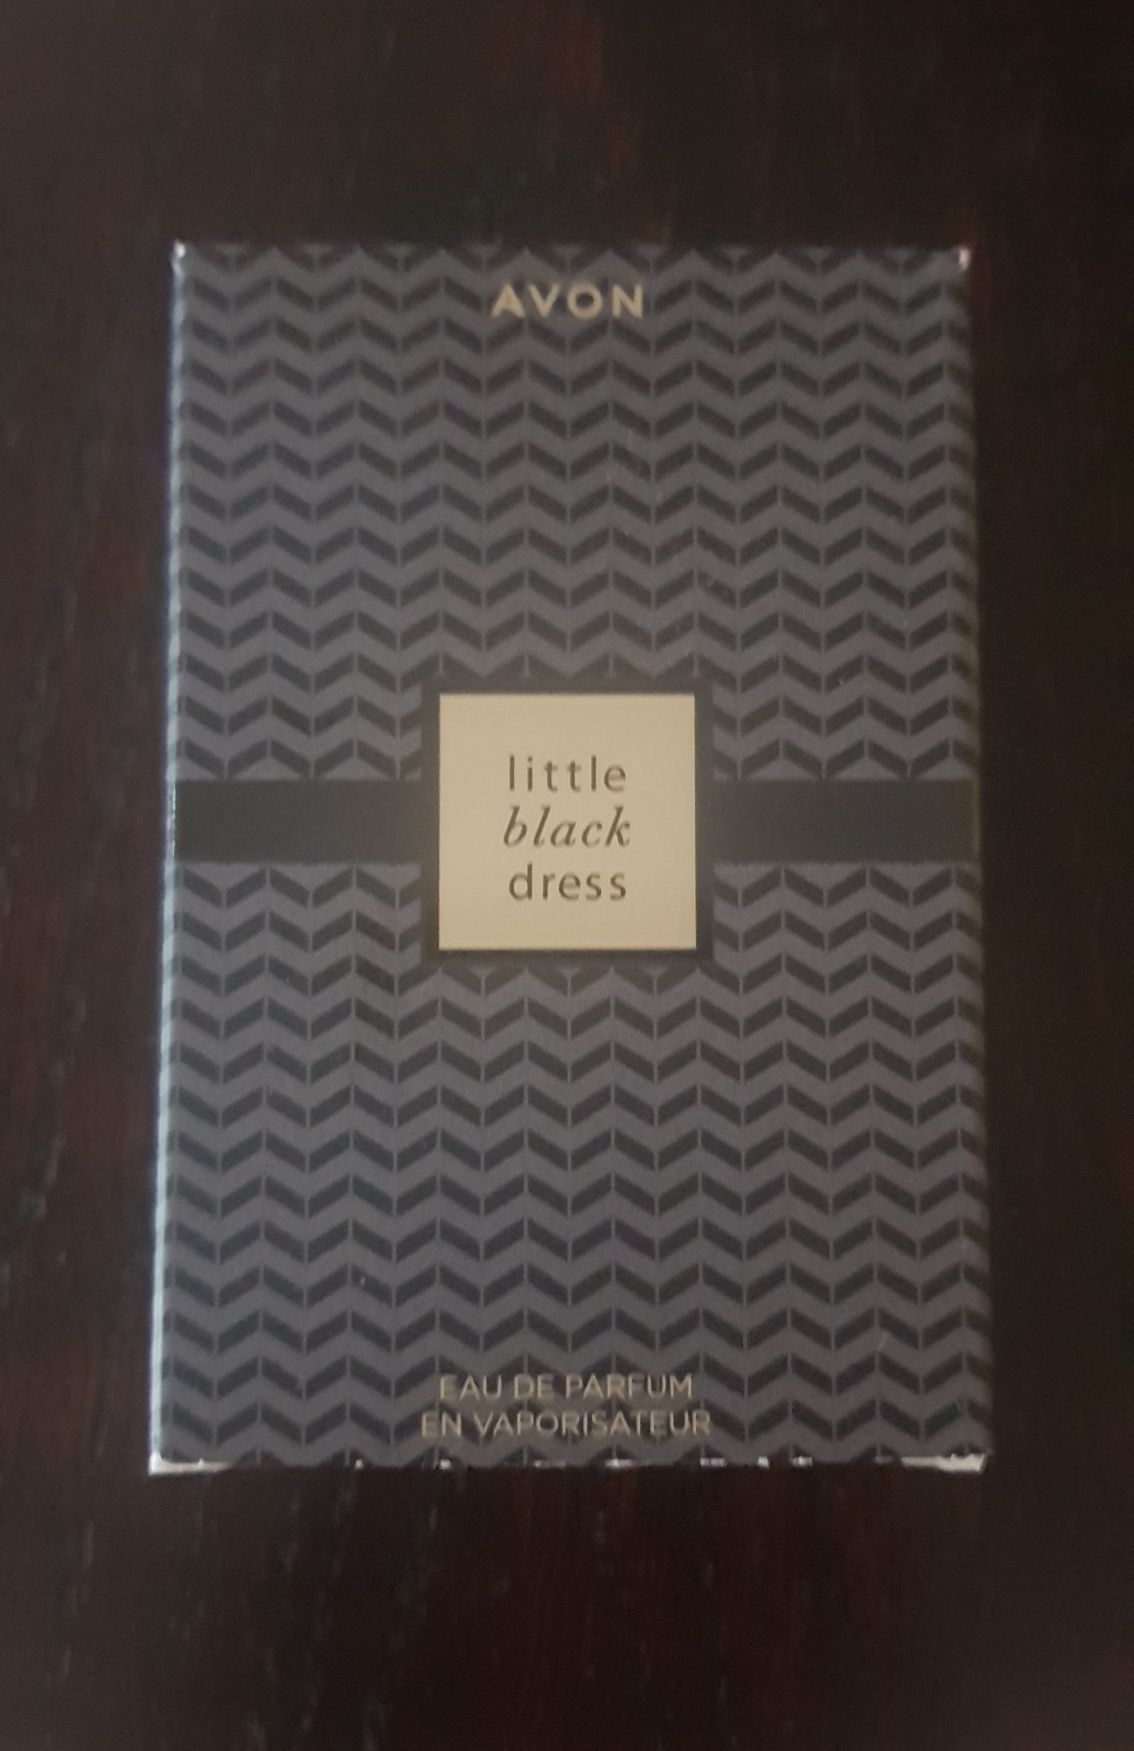 AVON
little
black
dress
EAU DE PARFUM
EN VAPORISATEUR